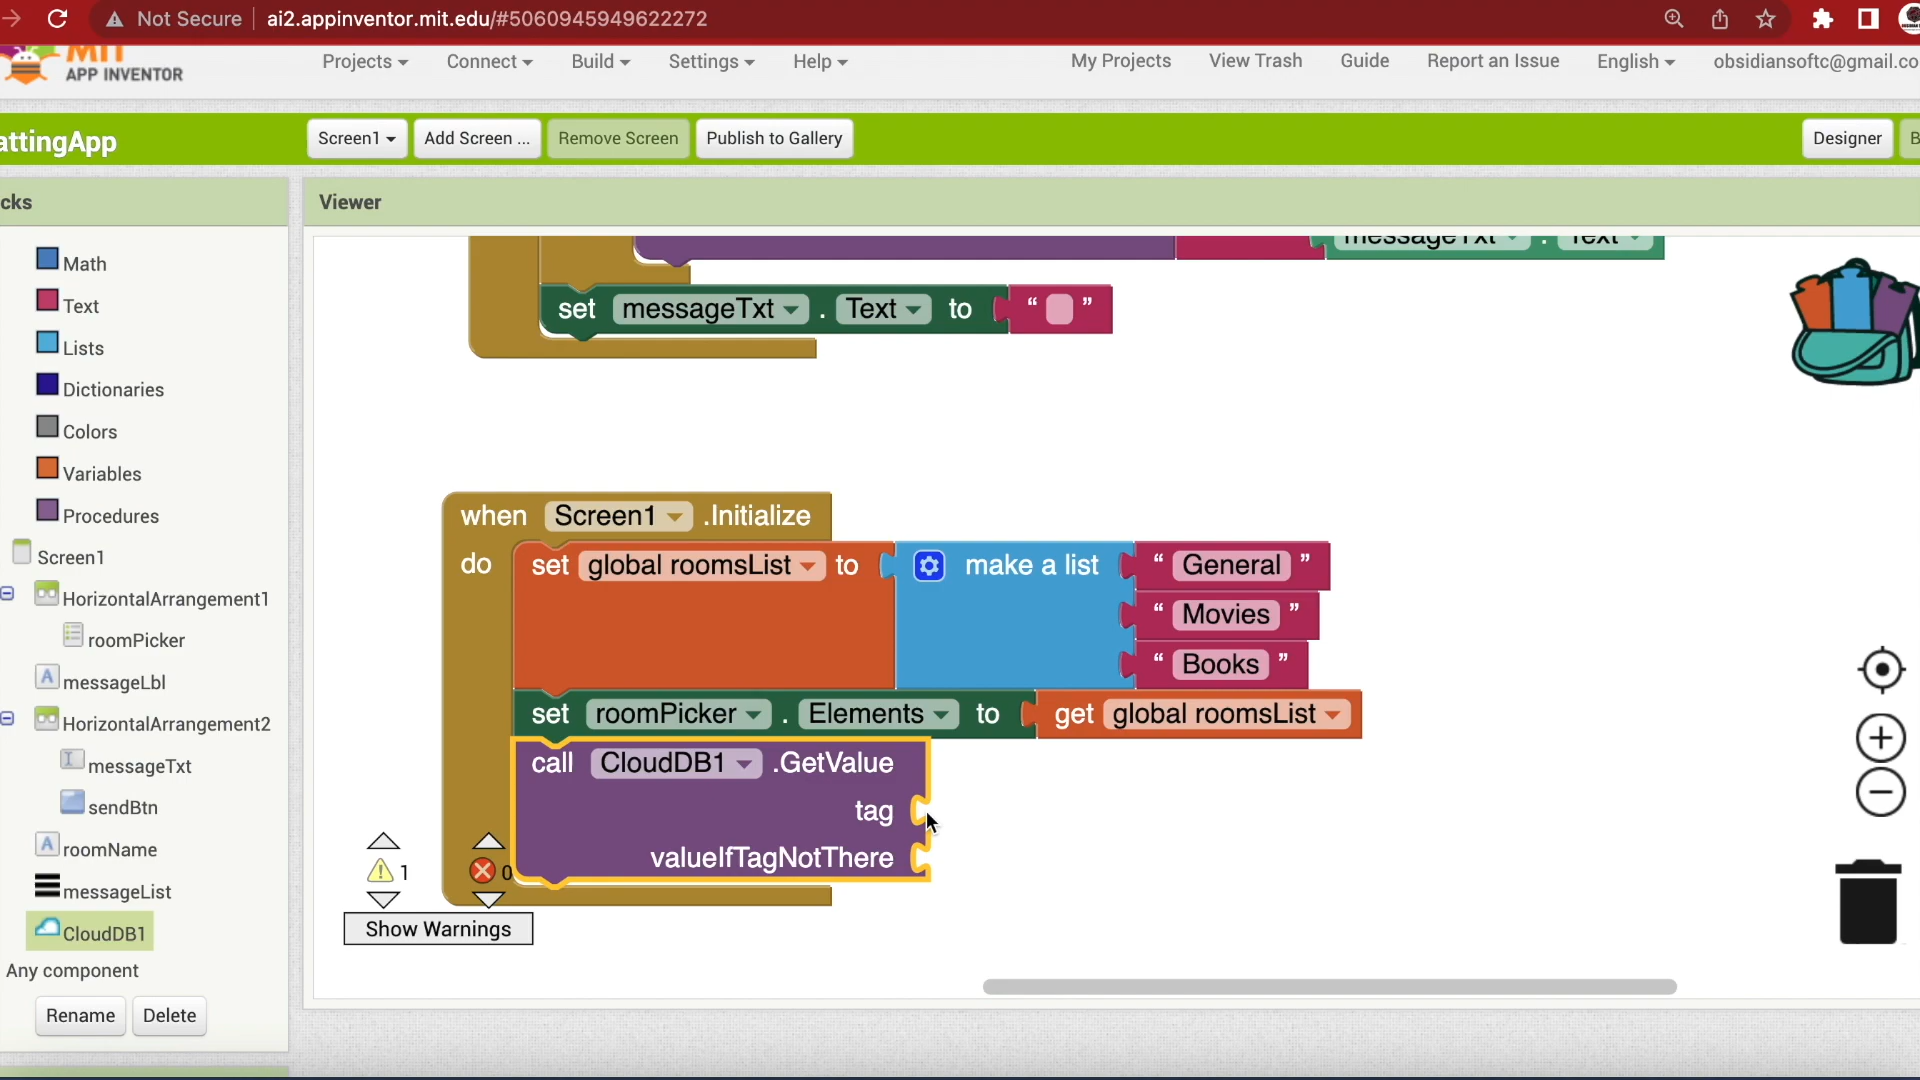 Not Secure ai2.appinventor.mit.edu/#5060945949622272
MIT
APP INVENTOR
Projects Connect Build Settings Help My Projects View Trash Guide Report an Issue English obsidiansoftc@gmail.co
attingApp Screen1 Add Screen ... Remove Screen Publish to Gallery Designer B
cks
Viewer
Math
Text
Lists
Dictionaries
Colors
Variables
Procedures
Screen1
HorizontalArrangement1
roomPicker
messageLbl
HorizontalArrangement2
messageTxt
sendBtn
roomName
messageList
CloudDB1
Any component
Rename Delete
messageTxt . Text
set messageTxt . Text to “ ”
when Screen1 .Initialize
do set global roomsList to make a list “ General ”
“ Movies ”
“ Books ”
set roomPicker . Elements to get global roomsList
call CloudDB1 .GetValue
tag
valueIfTagNotThere
1 0
Show Warnings